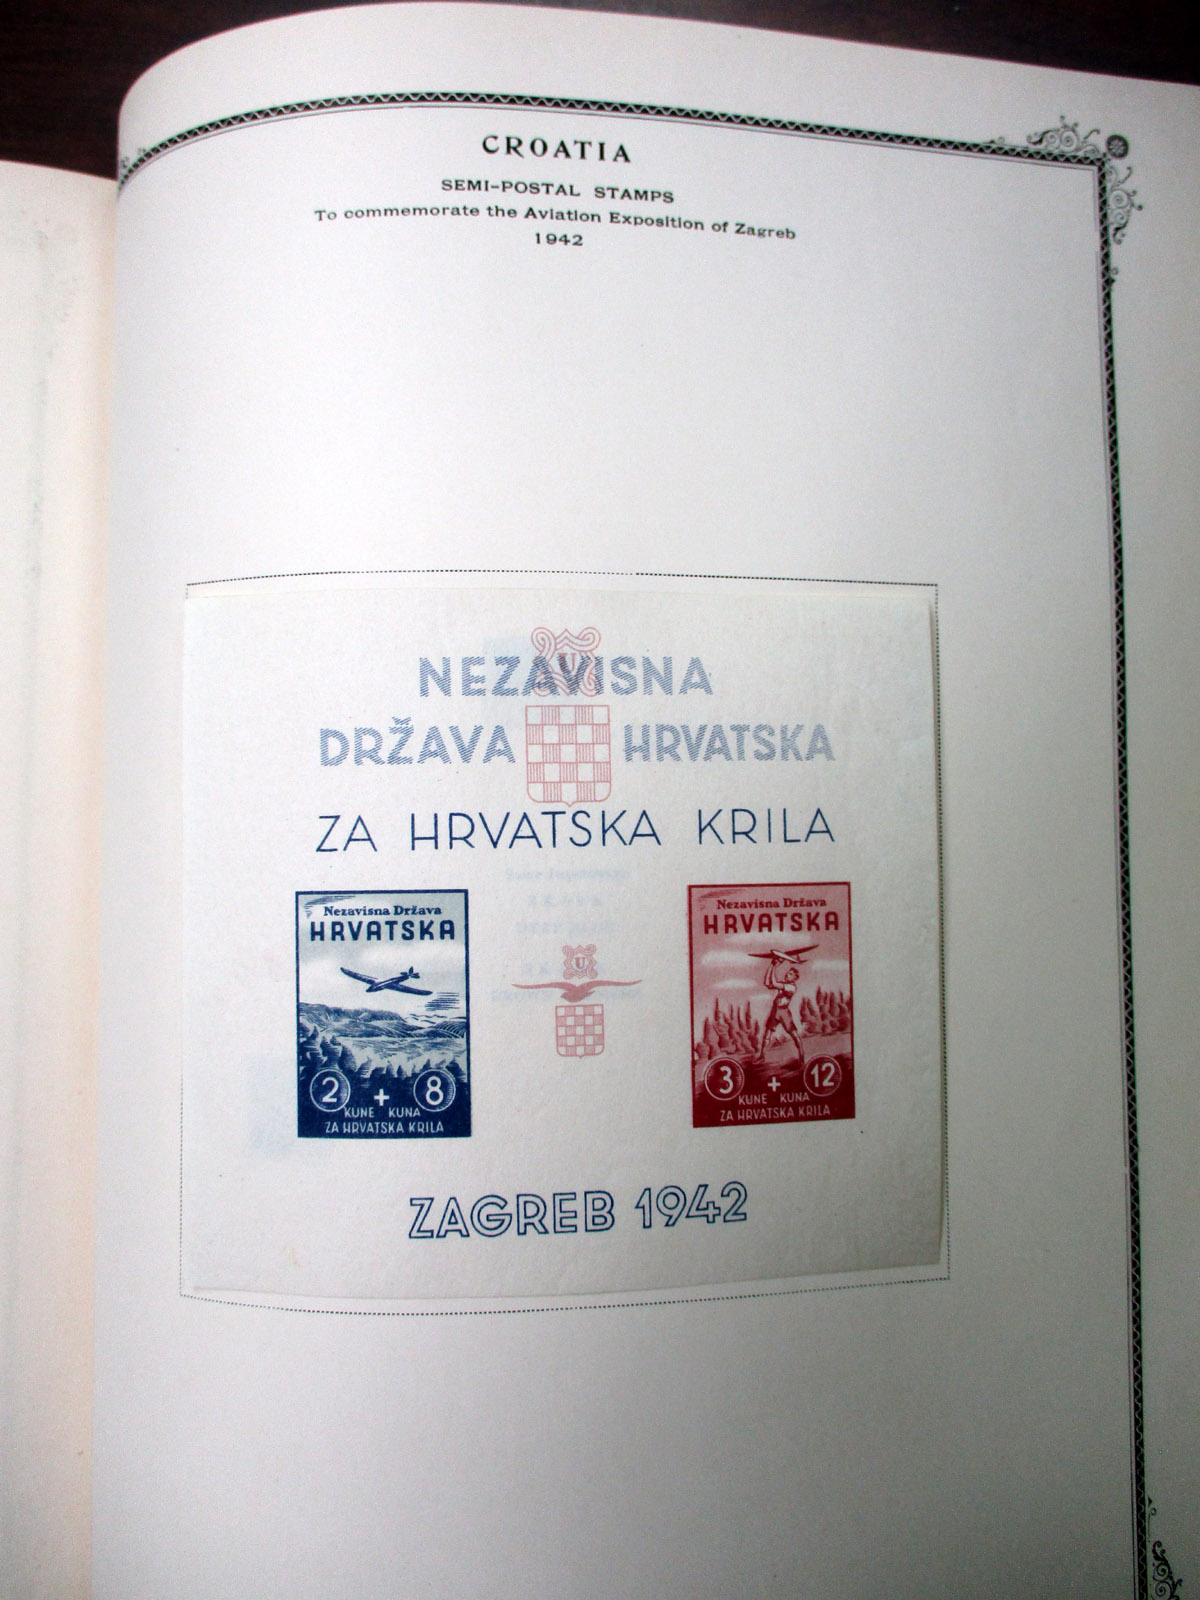 CROATIA
SEMI-POSTAL STAMPS
To commemorate the Aviation Exposition of Zagreb
1942
NEZAVISNA
U
DRŽAVA HRVATSKA
ZA HRVATSKA KRILA
Nezavisna Država
HRVATSKA
2 + 8
KUNE KUNA
ZA HRVATSKA KRILA
U
Nezavisna Država
HRVATSKA
3 + 12
KUNE KUNA
ZA HRVATSKA KRILA
ZAGREB 1942